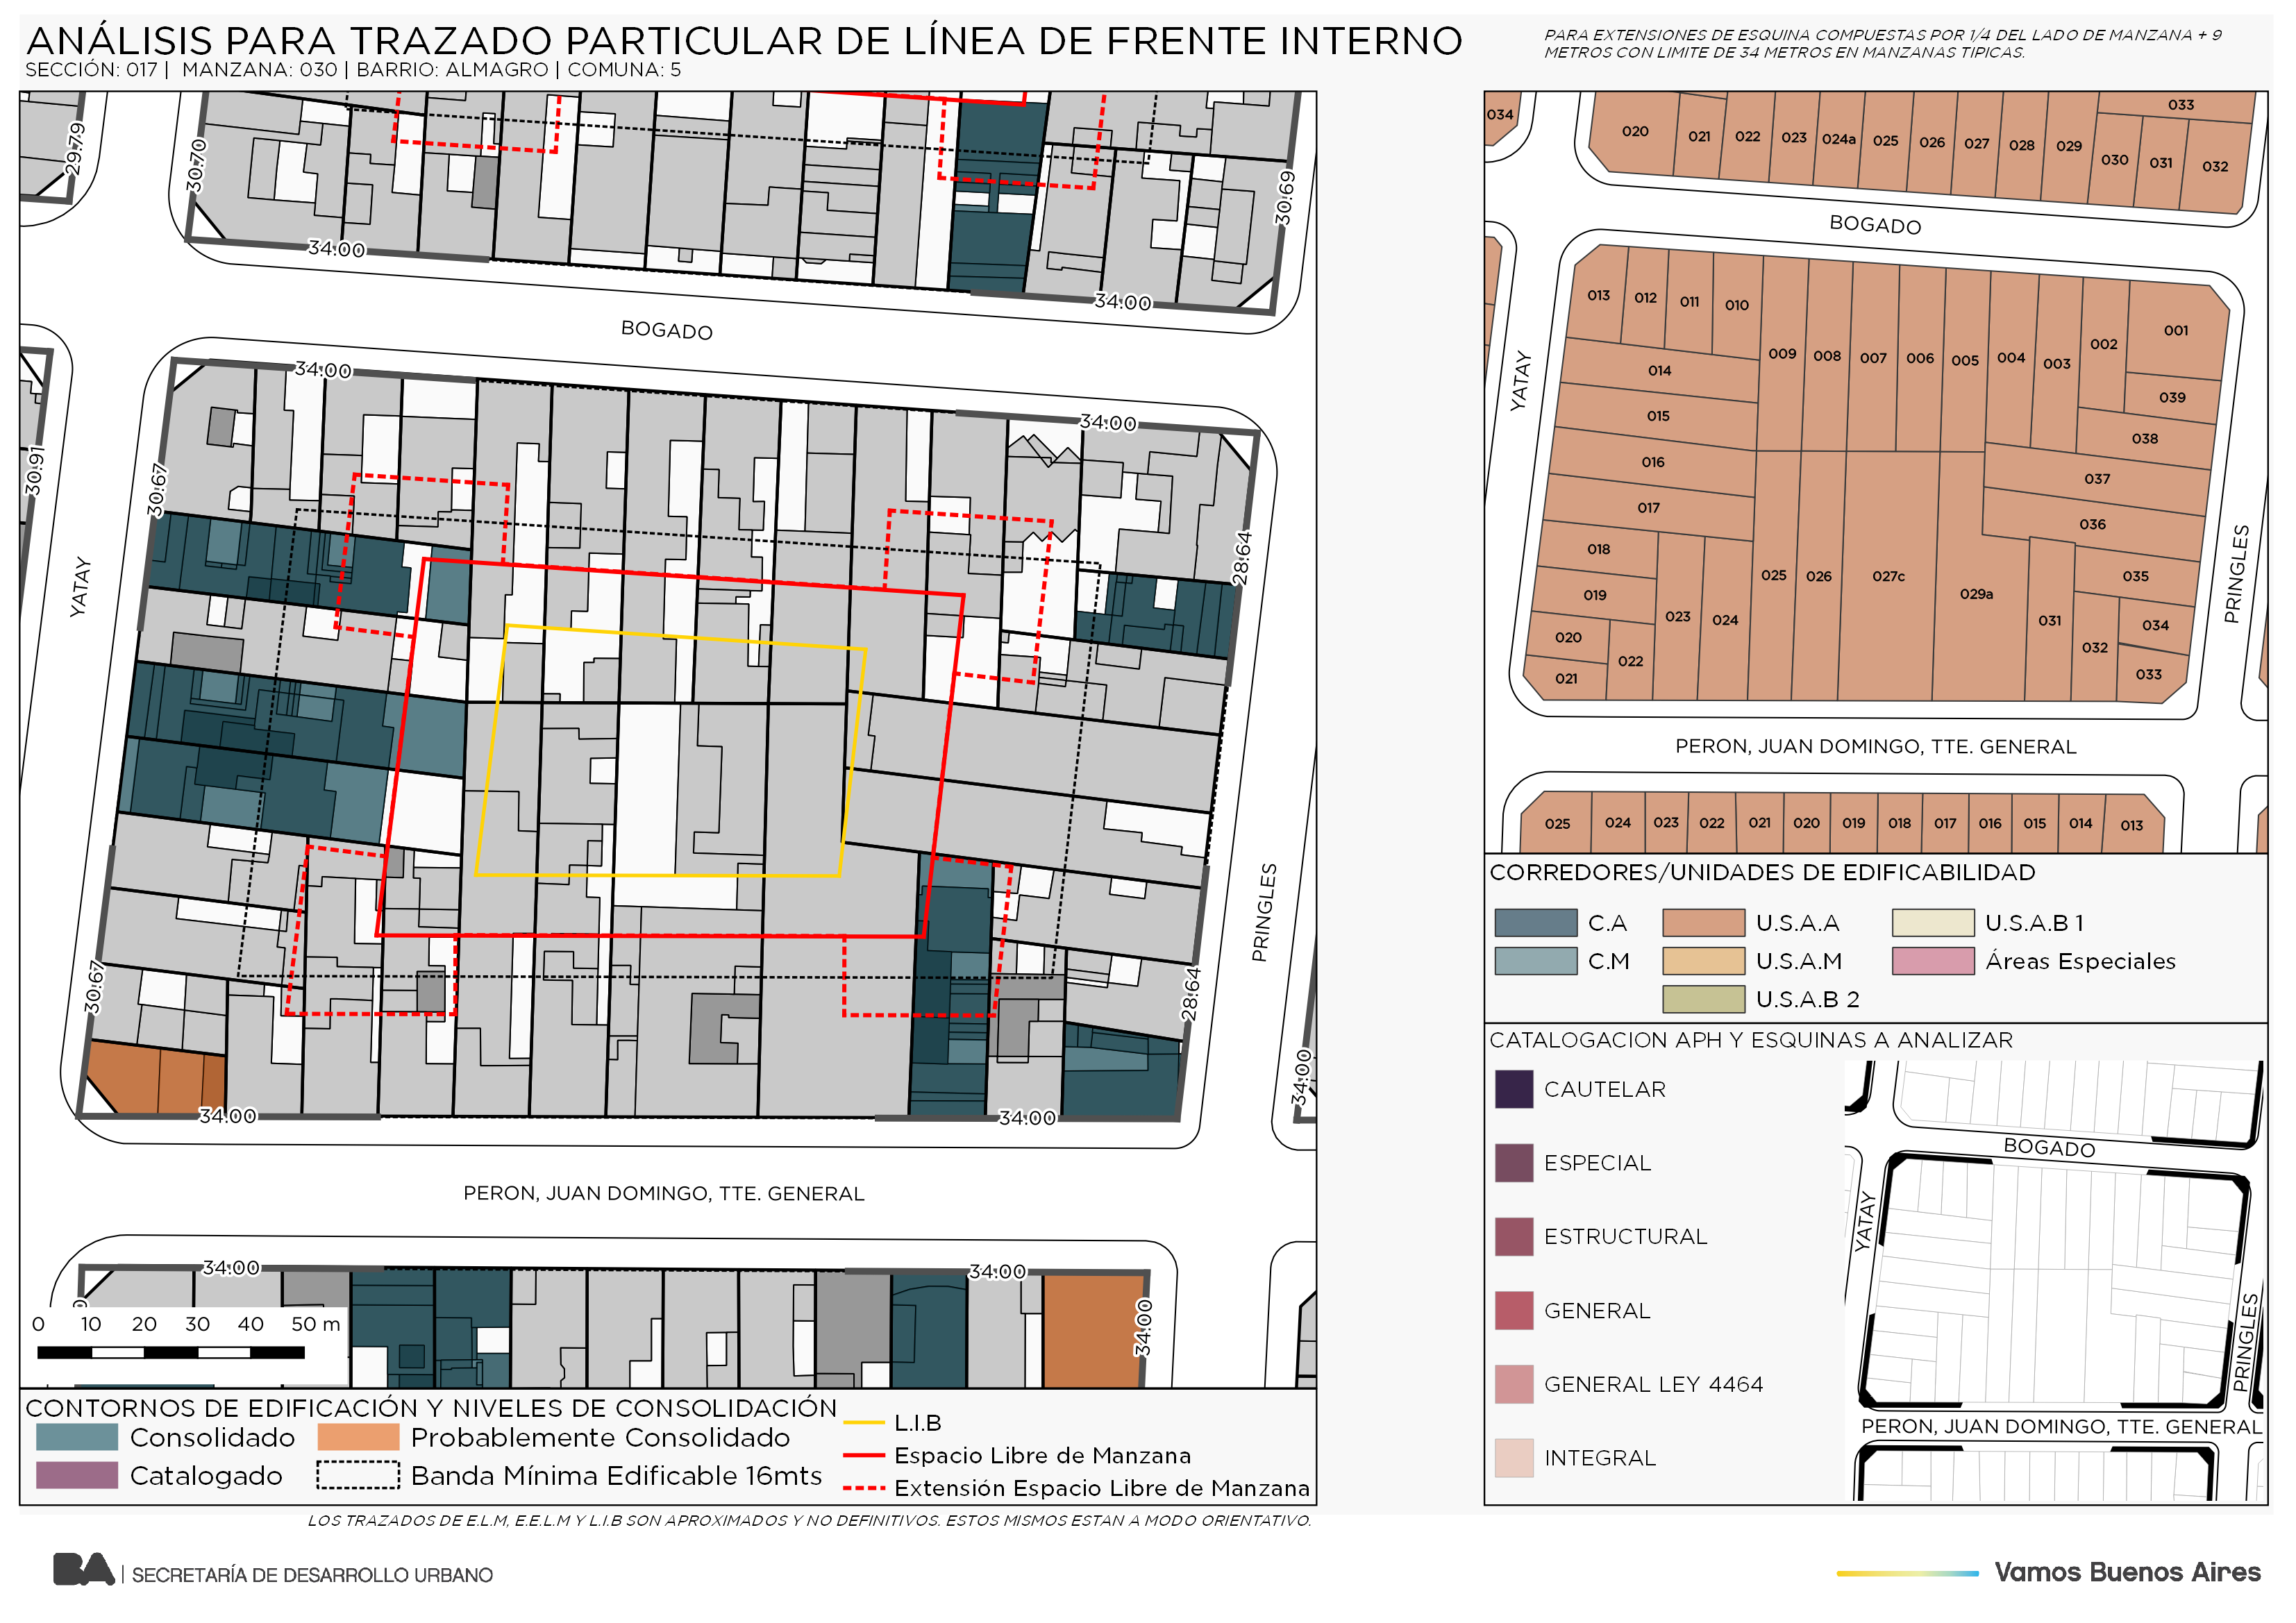 ANÁLISIS PARA TRAZADO PARTICULAR DE LÍNEA DE FRENTE INTERNO
SECCIÓN: 017 | MANZANA: 030 | BARRIO: ALMAGRO | COMUNA: 5
PARA EXTENSIONES DE ESQUINA COMPUESTAS POR 1/4 DEL LADO DE MANZANA + 9
METROS CON LIMITE DE 34 METROS EN MANZANAS TIPICAS.
29.79
30.70
30.69
34.00
34.00
BOGADO
34.00
34.00
30.91
30.67
28.64
YATAY
PRINGLES
30.67
28.64
34.00
34.00
34.00
PERON, JUAN DOMINGO, TTE. GENERAL
34.00
34.00
34.00
0 10 20 30 40 50 m
CONTORNOS DE EDIFICACIÓN Y NIVELES DE CONSOLIDACIÓN
Consolidado
Probablemente Consolidado
Catalogado
Banda Mínima Edificable 16mts
L.I.B
Espacio Libre de Manzana
Extensión Espacio Libre de Manzana
LOS TRAZADOS DE E.L.M, E.E.L.M Y L.I.B SON APROXIMADOS Y NO DEFINITIVOS. ESTOS MISMOS ESTAN A MODO ORIENTATIVO.
034
020 021 022 023 024a 025 026 027 028 029 030 031 032
033
BOGADO
013 012 011 010
009 008 007 006 005 004 003 002 001
039
038
014
015
016
017
037
036
YATAY
PRINGLES
018
019
020
021
022
023
024
025
026
027c
029a
031
032
035
034
033
PERON, JUAN DOMINGO, TTE. GENERAL
025 024 023 022 021 020 019 018 017 016 015 014 013
CORREDORES/UNIDADES DE EDIFICABILIDAD
C.A
U.S.A.A
U.S.A.B 1
C.M
U.S.A.M
Áreas Especiales
U.S.A.B 2
CATALOGACION APH Y ESQUINAS A ANALIZAR
CAUTELAR
ESPECIAL
ESTRUCTURAL
GENERAL
GENERAL LEY 4464
INTEGRAL
BOGADO
YATAY
PRINGLES
PERON, JUAN DOMINGO, TTE. GENERAL
BA | SECRETARÍA DE DESARROLLO URBANO
Vamos Buenos Aires